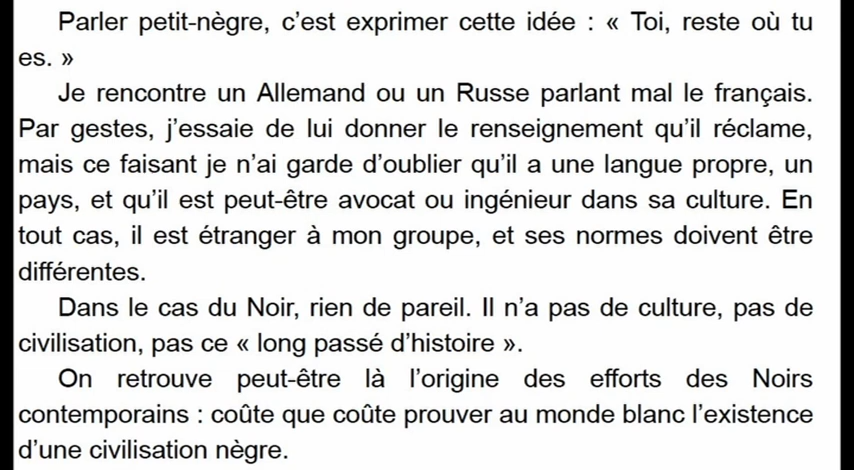 Parler petit-nègre, c’est exprimer cette idée : « Toi, reste où tu
es. »
Je rencontre un Allemand ou un Russe parlant mal le français.
Par gestes, j’essaie de lui donner le renseignement qu’il réclame,
mais ce faisant je n’ai garde d’oublier qu’il a une langue propre, un
pays, et qu’il est peut-être avocat ou ingénieur dans sa culture. En
tout cas, il est étranger à mon groupe, et ses normes doivent être
différentes.
Dans le cas du Noir, rien de pareil. Il n’a pas de culture, pas de
civilisation, pas ce « long passé d’histoire ».
On retrouve peut-être là l’origine des efforts des Noirs
contemporains : coûte que coûte prouver au monde blanc l’existence
d’une civilisation nègre.